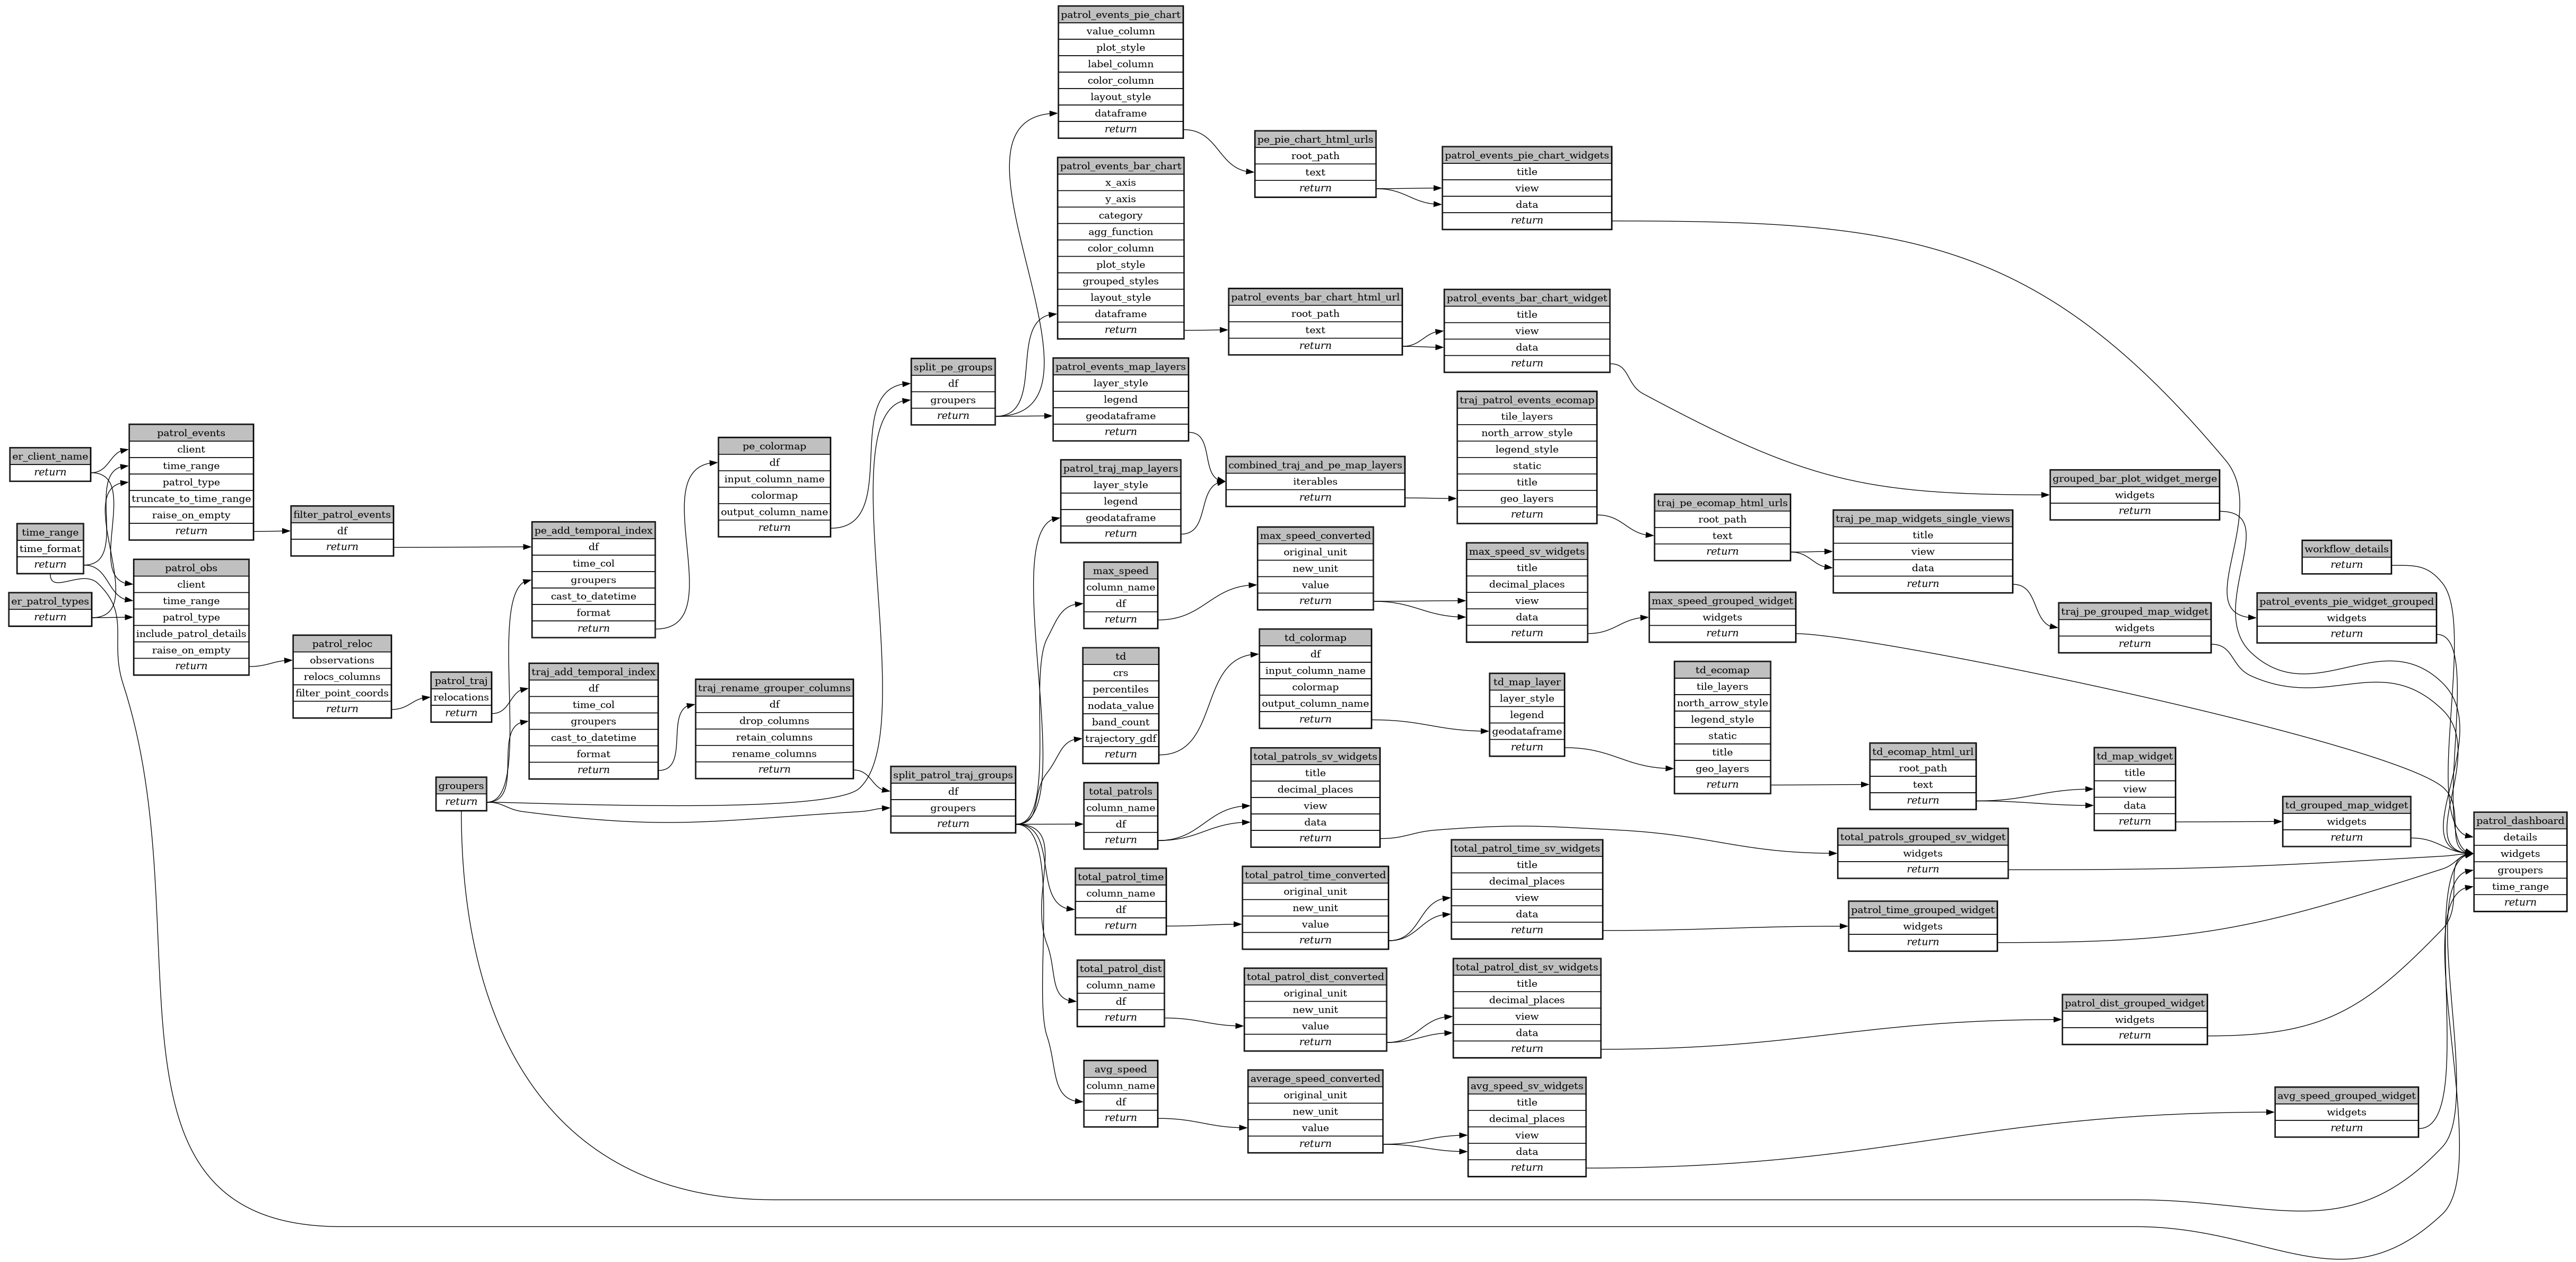 er_client_name
return
time_range
time_format
return
er_patrol_types
return
patrol_events
client
time_range
patrol_type
truncate_to_time_range
raise_on_empty
return
patrol_obs
client
time_range
patrol_type
include_patrol_details
raise_on_empty
return
filter_patrol_events
df
return
patrol_reloc
observations
relocs_columns
filter_point_coords
return
patrol_traj
relocations
return
groupers
return
pe_add_temporal_index
df
time_col
groupers
cast_to_datetime
format
return
traj_add_temporal_index
df
time_col
groupers
cast_to_datetime
format
return
pe_colormap
df
input_column_name
colormap
output_column_name
return
traj_rename_grouper_columns
df
drop_columns
retain_columns
rename_columns
return
split_pe_groups
df
groupers
return
split_patrol_traj_groups
df
groupers
return
patrol_events_pie_chart
value_column
plot_style
label_column
color_column
layout_style
dataframe
return
patrol_events_bar_chart
x_axis
y_axis
category
agg_function
color_column
plot_style
grouped_styles
layout_style
dataframe
return
patrol_events_map_layers
layer_style
legend
geodataframe
return
patrol_traj_map_layers
layer_style
legend
geodataframe
return
max_speed
column_name
df
return
td
crs
percentiles
nodata_value
band_count
trajectory_gdf
return
total_patrols
column_name
df
return
total_patrol_time
column_name
df
return
total_patrol_dist
column_name
df
return
avg_speed
column_name
df
return
pe_pie_chart_html_urls
root_path
text
return
patrol_events_bar_chart_html_url
root_path
text
return
combined_traj_and_pe_map_layers
iterables
return
max_speed_converted
original_unit
new_unit
value
return
td_colormap
df
input_column_name
colormap
output_column_name
return
total_patrols_sv_widgets
title
decimal_places
view
data
return
total_patrol_time_converted
original_unit
new_unit
value
return
total_patrol_dist_converted
original_unit
new_unit
value
return
average_speed_converted
original_unit
new_unit
value
return
patrol_events_pie_chart_widgets
title
view
data
return
patrol_events_bar_chart_widget
title
view
data
return
traj_patrol_events_ecomap
tile_layers
north_arrow_style
legend_style
static
title
geo_layers
return
max_speed_sv_widgets
title
decimal_places
view
data
return
td_map_layer
layer_style
legend
geodataframe
return
total_patrol_time_sv_widgets
title
decimal_places
view
data
return
total_patrol_dist_sv_widgets
title
decimal_places
view
data
return
avg_speed_sv_widgets
title
decimal_places
view
data
return
traj_pe_ecomap_html_urls
root_path
text
return
max_speed_grouped_widget
widgets
return
td_ecomap
tile_layers
north_arrow_style
legend_style
static
title
geo_layers
return
traj_pe_map_widgets_single_views
title
view
data
return
td_ecomap_html_url
root_path
text
return
total_patrols_grouped_sv_widget
widgets
return
patrol_time_grouped_widget
widgets
return
grouped_bar_plot_widget_merge
widgets
return
traj_pe_grouped_map_widget
widgets
return
td_map_widget
title
view
data
return
patrol_dist_grouped_widget
widgets
return
workflow_details
return
patrol_events_pie_widget_grouped
widgets
return
td_grouped_map_widget
widgets
return
avg_speed_grouped_widget
widgets
return
patrol_dashboard
details
widgets
groupers
time_range
return